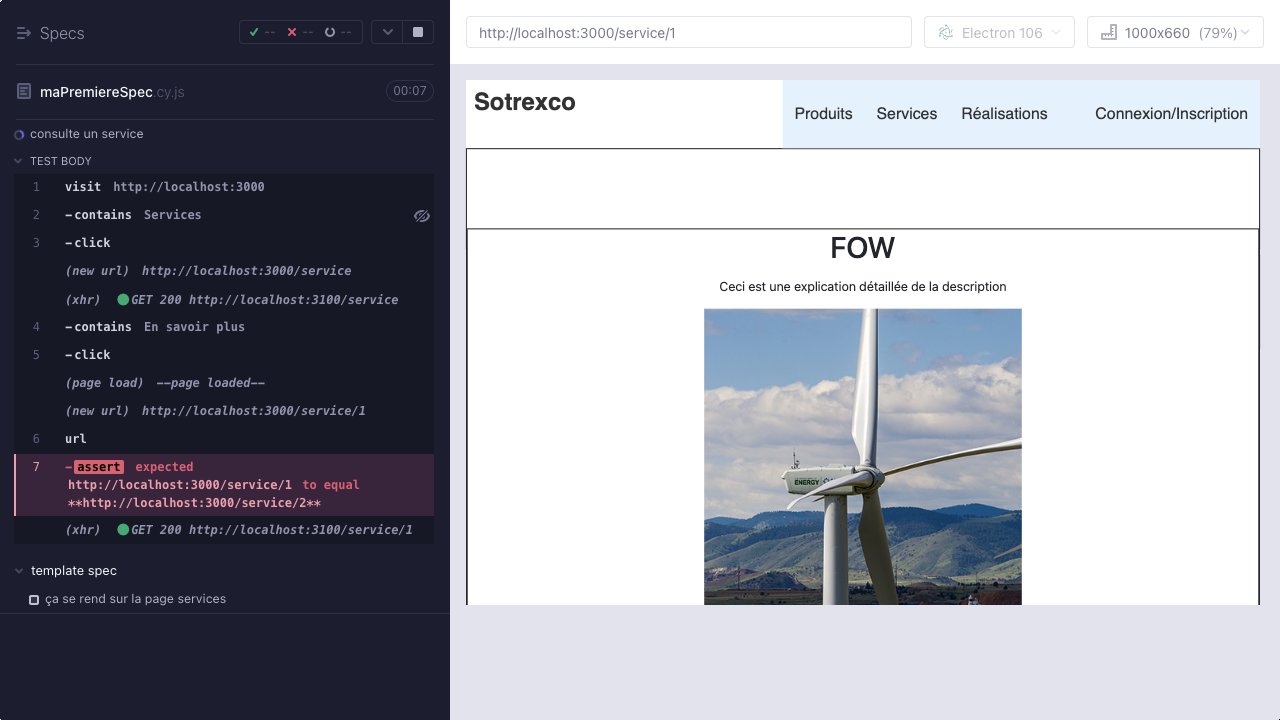 Specs
-- -- --
maPremiereSpec.cy.js 00:07
consulte un service
TEST BODY
1 visit http://localhost:3000
2 -contains Services
3 -click
(new url) http://localhost:3000/service
(xhr) GET 200 http://localhost:3100/service
4 -contains En savoir plus
5 -click
(page load) --page loaded--
(new url) http://localhost:3000/service/1
6 url
7 -assert expected
http://localhost:3000/service/1 to equal
**http://localhost:3000/service/2**
(xhr) GET 200 http://localhost:3100/service/1
template spec
ça se rend sur la page services
http://localhost:3000/service/1
Electron 106
1000x660 (79%)
Sotrexco
Produits Services Réalisations Connexion/Inscription
FOW
Ceci est une explication détaillée de la description
ENERGY